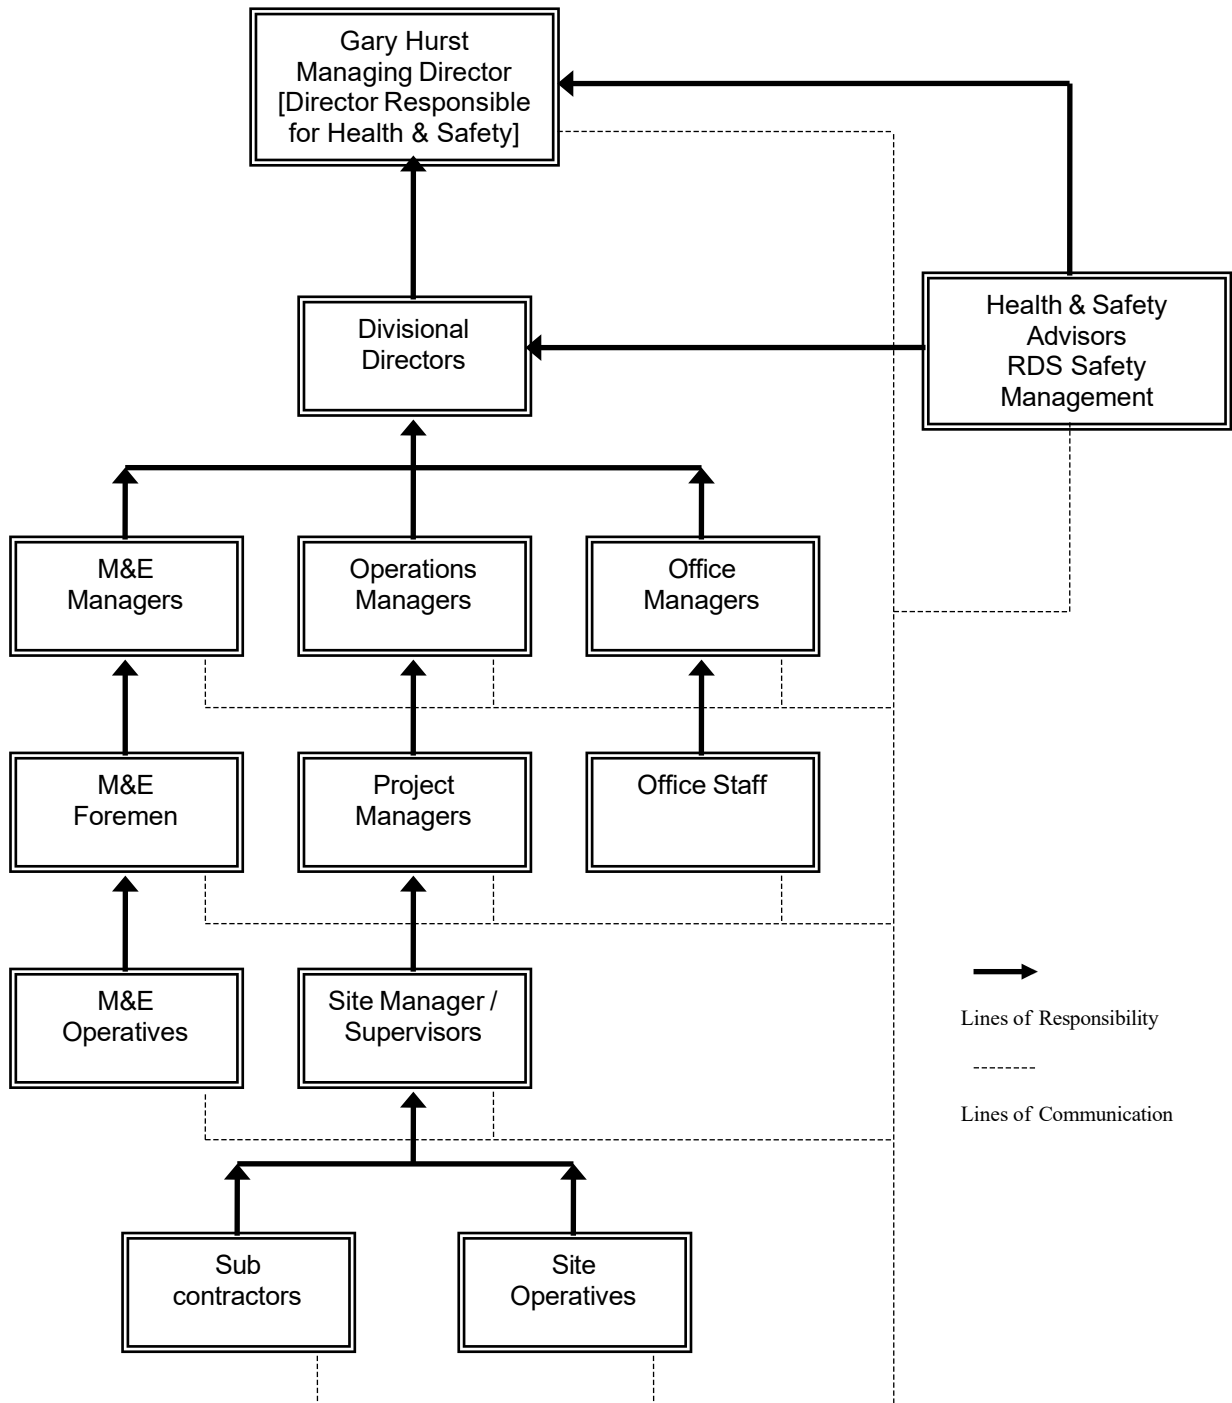 Gary Hurst
Managing Director
[Director Responsible
for Health & Safety]
Health & Safety
Advisors
RDS Safety
Management
Divisional
Directors
M&E
Managers
Operations
Managers
Office
Managers
M&E
Foremen
Project
Managers
Office Staff
M&E
Operatives
Site Manager /
Supervisors
Lines of Responsibility
Lines of Communication
Sub
contractors
Site
Operatives